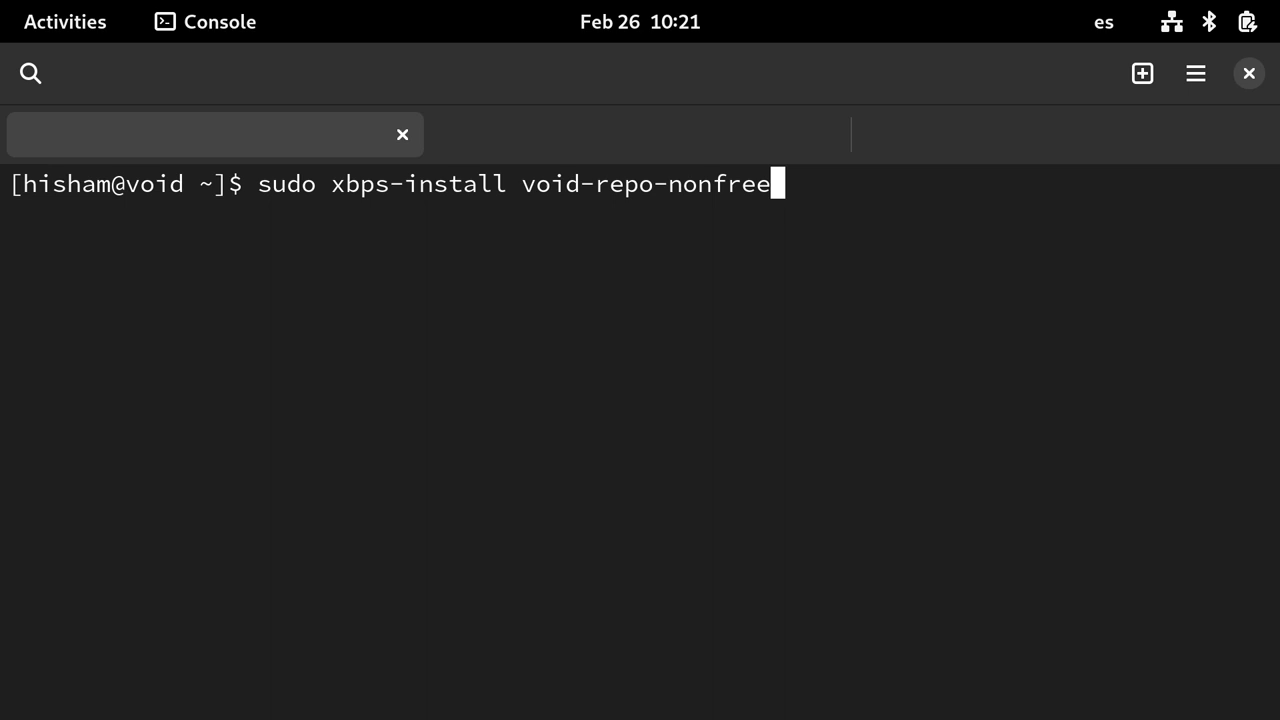 Activities Console Feb 26 10:21 es
[hisham@void ~]$ sudo xbps-install void-repo-nonfree